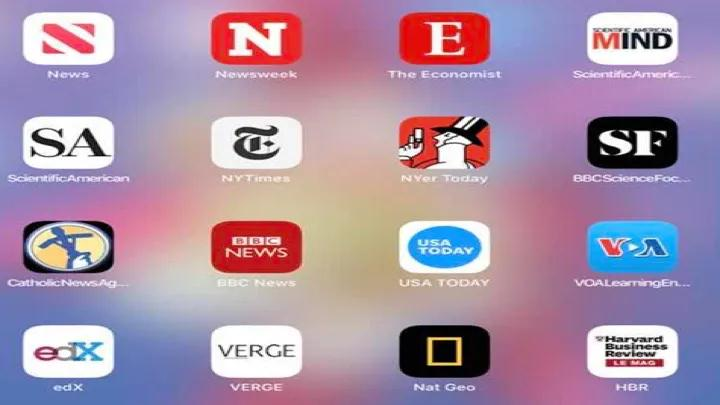 N
N
E
SCIENTIFIC AMERICAN
MIND
News
Newsweek
The Economist
ScientificAmeric...
SA
T
SF
ScientificAmerican
NYTimes
NYer Today
BBCScienceFoc...
BBC
NEWS
USA
TODAY
VOA
CatholicNewsAg...
BBC News
USA TODAY
VOALearningEn...
edX
VERGE
Harvard
Business
Review
LE MAG
edX
VERGE
Nat Geo
HBR